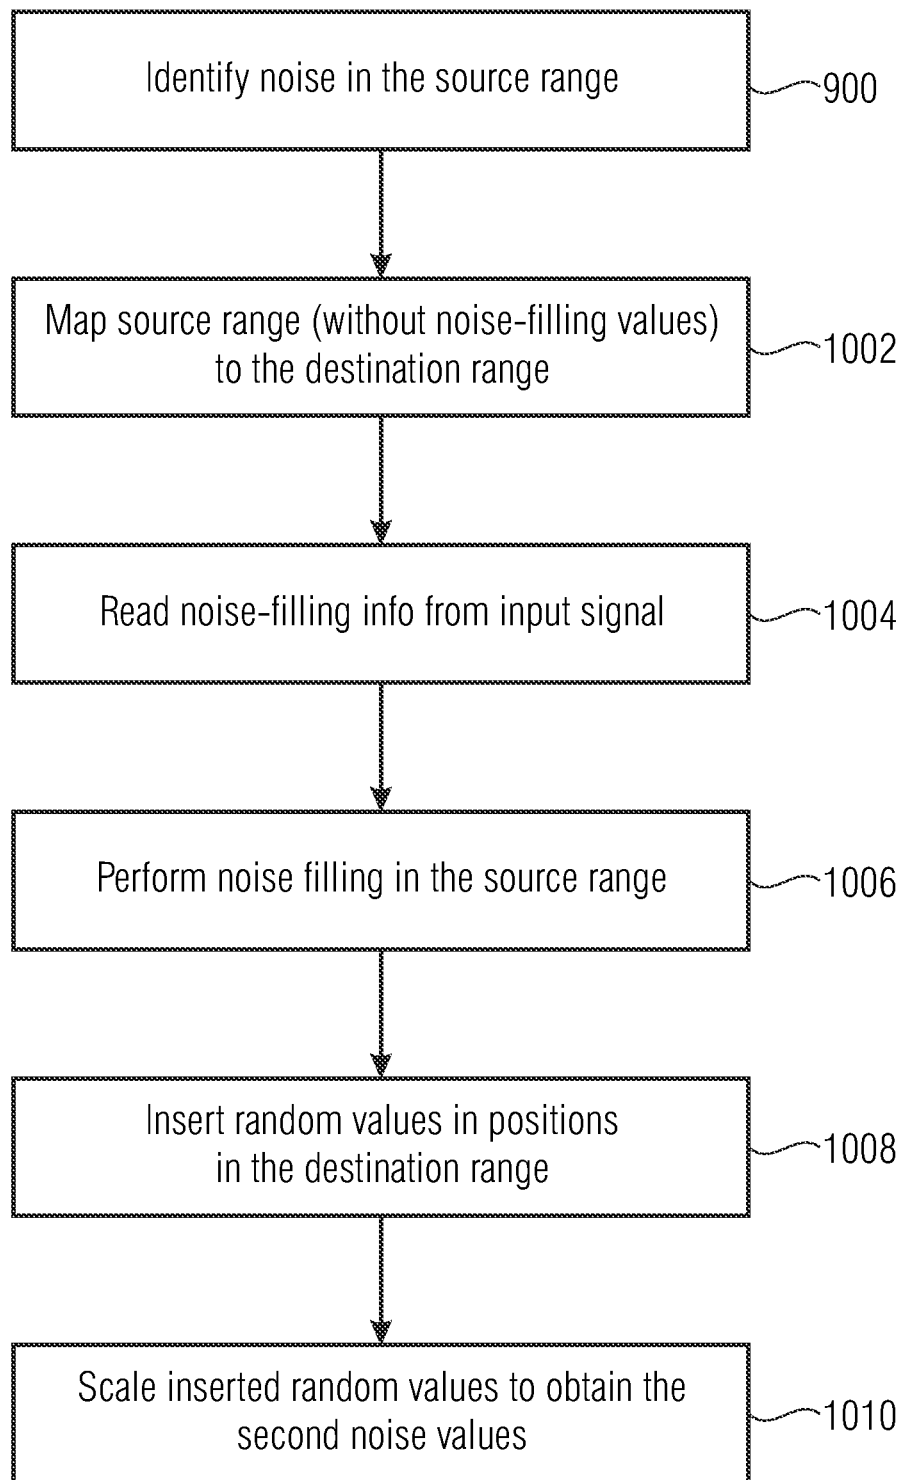 Identify noise in the source range
900
Map source range (without noise-filling values)
to the destination range
1002
Read noise-filling info from input signal
1004
Perform noise filling in the source range
1006
Insert random values in positions
in the destination range
1008
Scale inserted random values to obtain the
second noise values
1010